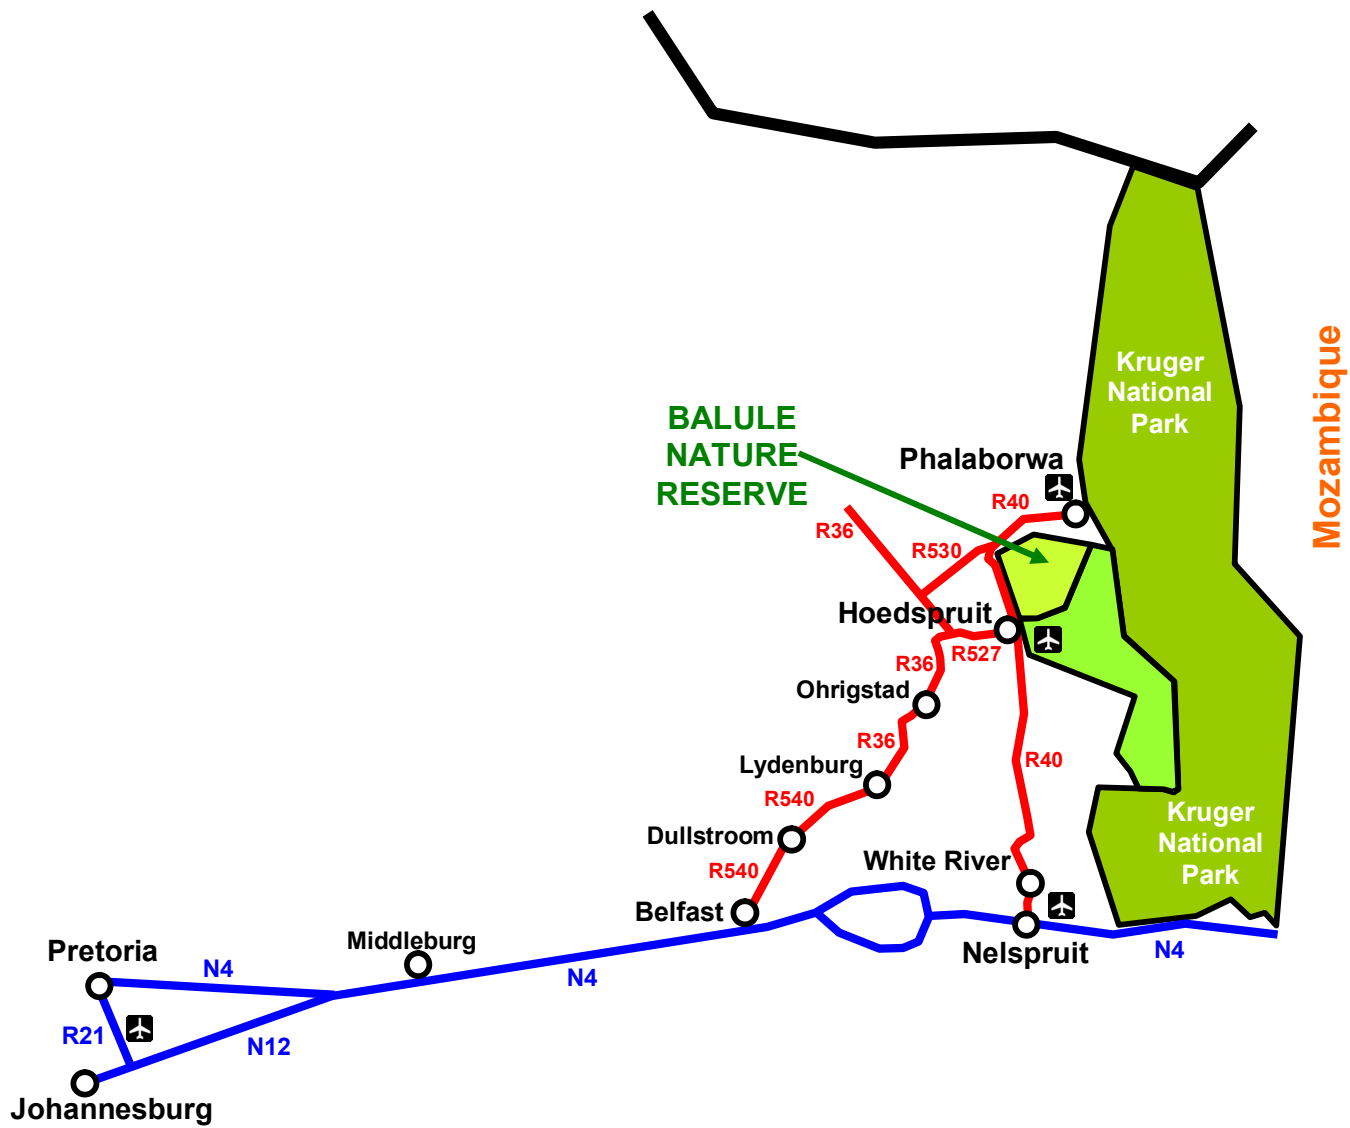 Kruger
National
Park
Mozambique
BALULE
NATURE
RESERVE
Phalaborwa
R40
R36
R530
Hoedspruit
R527
R36
Ohrigstad
R36
Lydenburg
R40
R540
Dullstroom
Kruger
National
Park
R540
White River
Belfast
Nelspruit
N4
Middleburg
Pretoria
N4
N4
R21
N12
Johannesburg